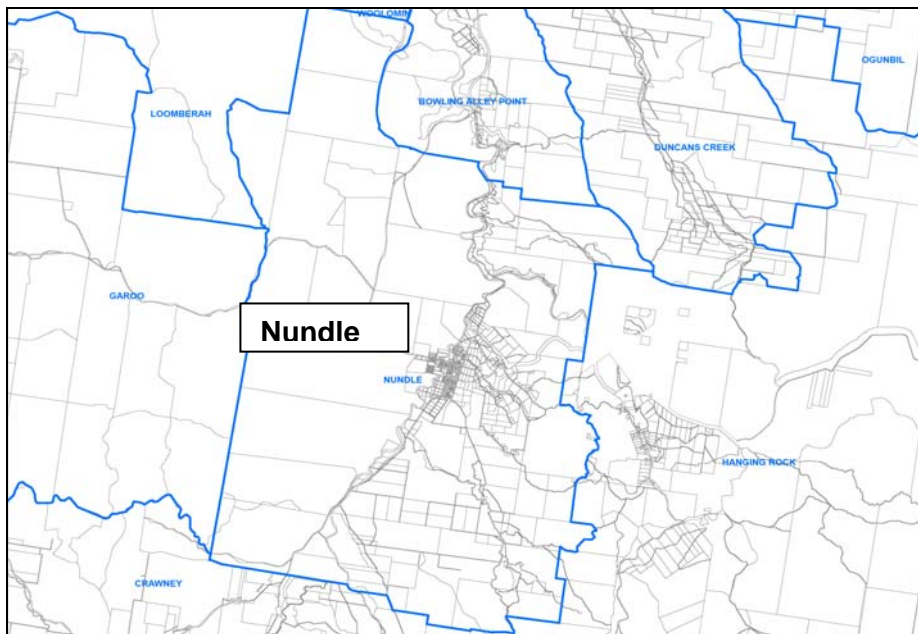 WOOLOMIN
OGUNBIL
BOWLING ALLEY POINT
LOOMBERAH
DUNCANS CREEK
GAROO
Nundle
NUNDLE
HANGING ROCK
CRAWNEY